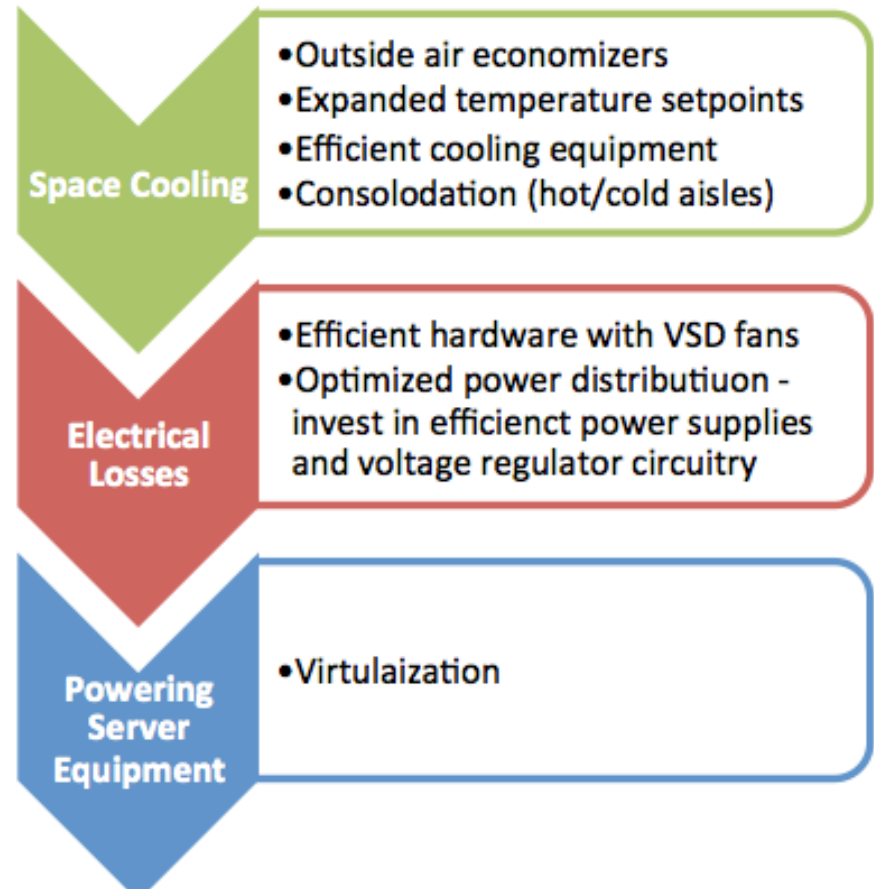 Space Cooling
•Outside air economizers
•Expanded temperature setpoints
•Efficient cooling equipment
•Consolodation (hot/cold aisles)
Electrical
Losses
•Efficient hardware with VSD fans
•Optimized power distributiuon -
invest in efficienct power supplies
and voltage regulator circuitry
Powering
Server
Equipment
•Virtulaization